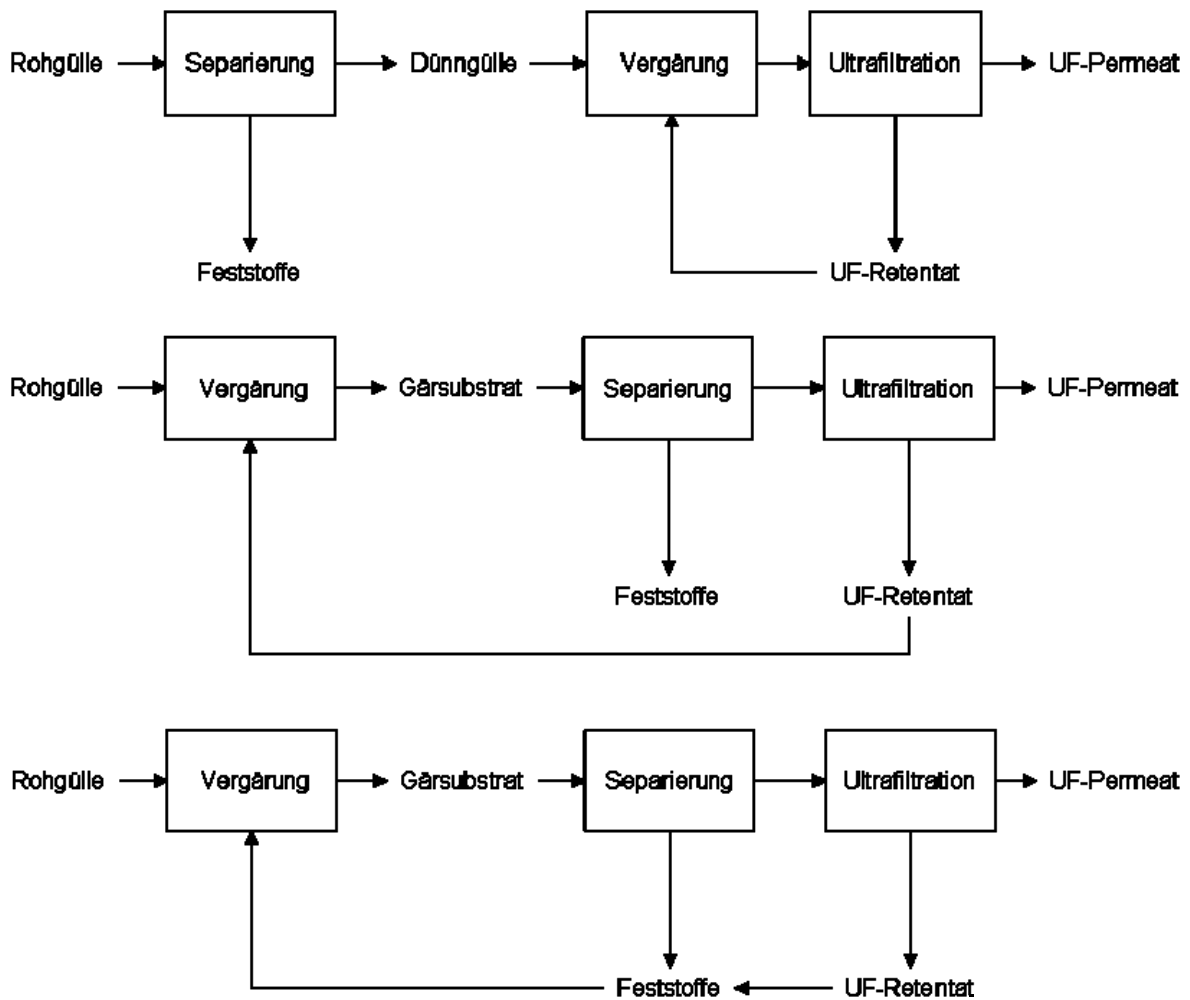 Rohgülle Separierung Dünngülle Vergärung Ultrafiltration UF-Permeat
Feststoffe UF-Retentat
Rohgülle Vergärung Gärsubstrat Separierung Ultrafiltration UF-Permeat
Feststoffe UF-Retentat
Rohgülle Vergärung Gärsubstrat Separierung Ultrafiltration UF-Permeat
Feststoffe UF-Retentat